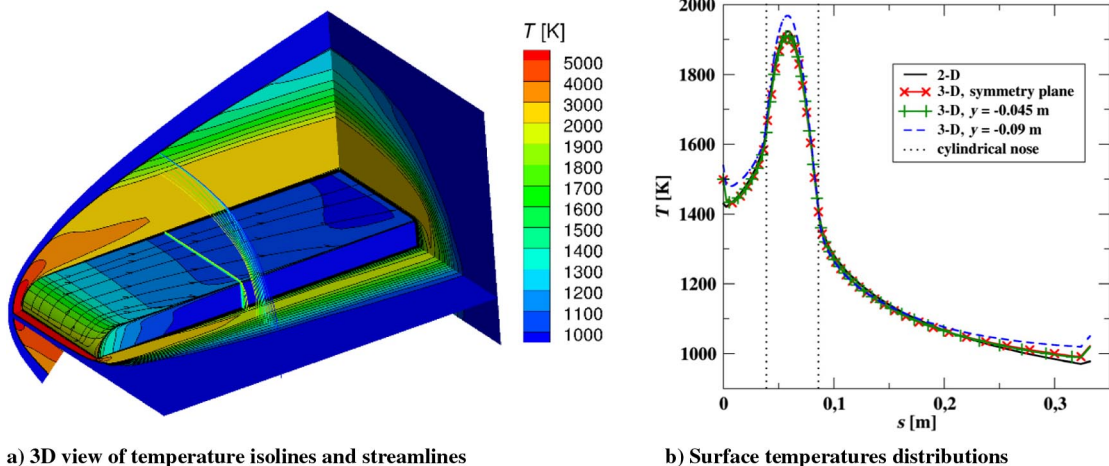 T [K]
5000
4000
3000
2000
1900
1800
1700
1600
1500
1400
1300
1200
1100
1000
2000
1800
1600
1400
1200
1000
T [K]
2-D
3-D, symmetry plane
3-D, y = -0.045 m
3-D, y = -0.09 m
cylindrical nose
0
0,1
0,2
0,3
s [m]
a) 3D view of temperature isolines and streamlines
b) Surface temperatures distributions